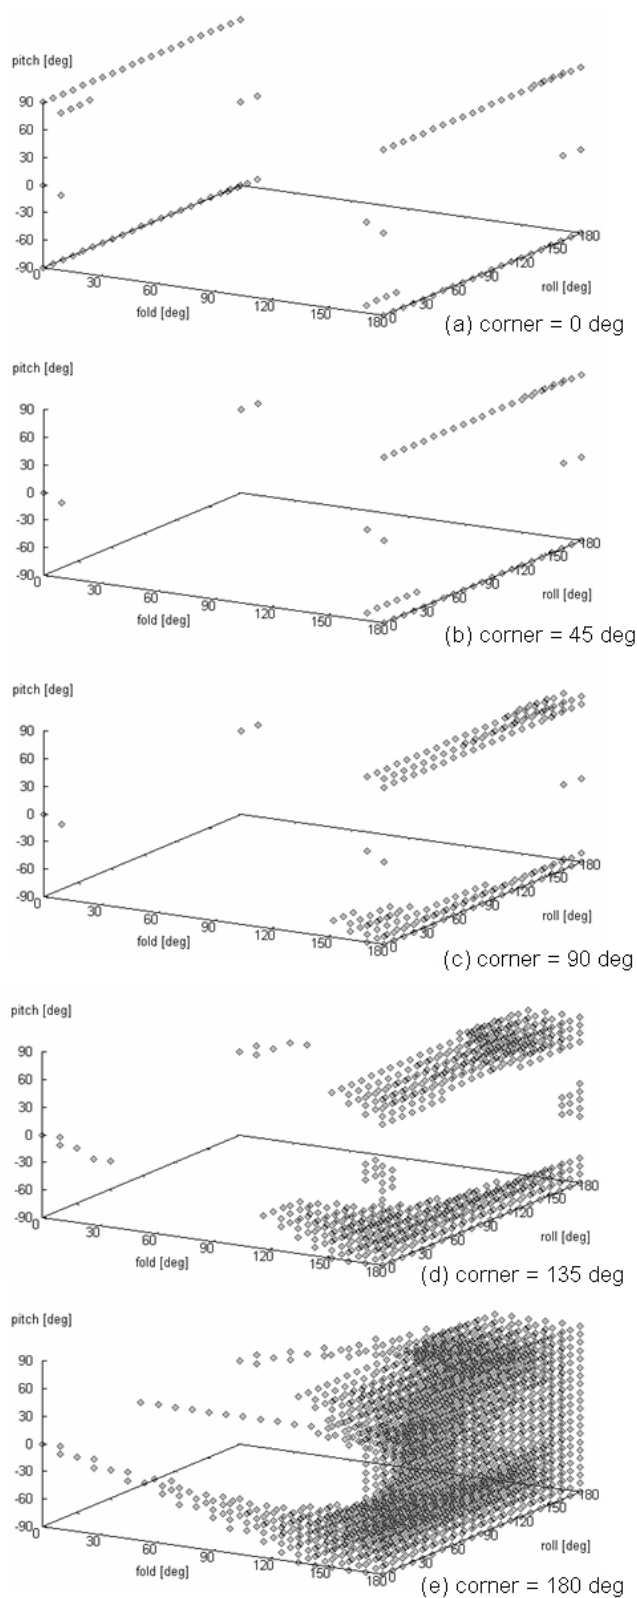 pitch [deg]
90
60
30
0
-30
-60
-90
0 30 60 90 120 150 180
fold [deg]
0 30 60 90 120 150 180
roll [deg]
(a) corner = 0 deg
pitch [deg]
90
60
30
0
-30
-60
-90
0 30 60 90 120 150 180
fold [deg]
0 30 60 90 120 150 180
roll [deg]
(b) corner = 45 deg
pitch [deg]
90
60
30
0
-30
-60
-90
0 30 60 90 120 150 180
fold [deg]
0 30 60 90 120 150 180
roll [deg]
(c) corner = 90 deg
pitch [deg]
90
60
30
0
-30
-60
-90
0 30 60 90 120 150 180
fold [deg]
0 30 60 90 120 150 180
roll [deg]
(d) corner = 135 deg
pitch [deg]
90
60
30
0
-30
-60
-90
0 30 60 90 120 150 180
fold [deg]
0 30 60 90 120 150 180
roll [deg]
(e) corner = 180 deg